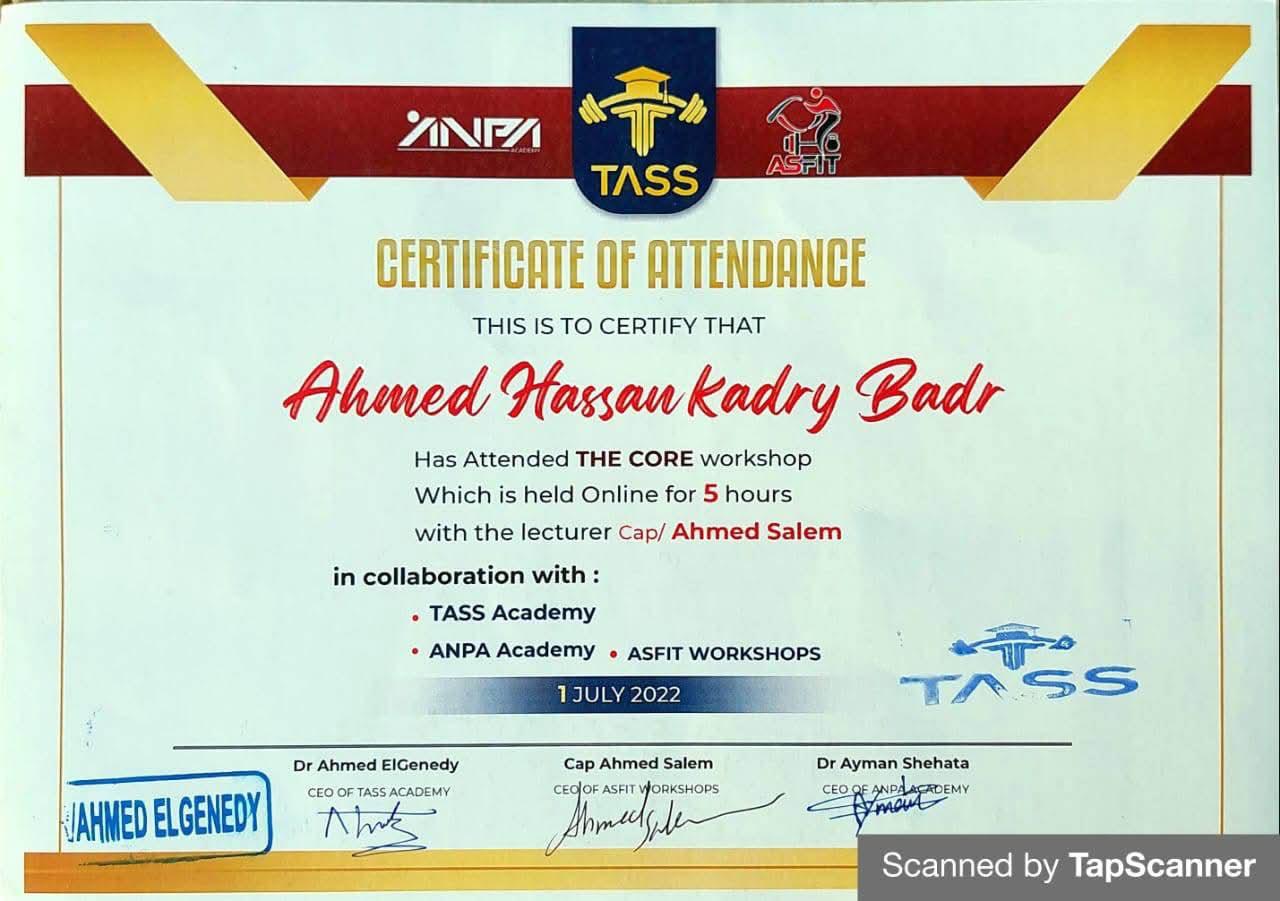 ANPA
ACADEMY
TASS
ASFIT
CERTIFICATE OF ATTENDANCE
THIS IS TO CERTIFY THAT
Ahmed Hassan Kadry Badr
Has Attended THE CORE workshop
Which is held Online for 5 hours
with the lecturer Cap/ Ahmed Salem
in collaboration with :
• TASS Academy
• ANPA Academy • ASFIT WORKSHOPS
TASS
1 JULY 2022
Dr Ahmed ElGenedy Cap Ahmed Salem Dr Ayman Shehata
CEO OF TASS ACADEMY CEO OF ASFIT WORKSHOPS CEO OF ANPA ACADEMY
AHMED ELGENEDY
Ahmed Salem
Scanned by TapScanner